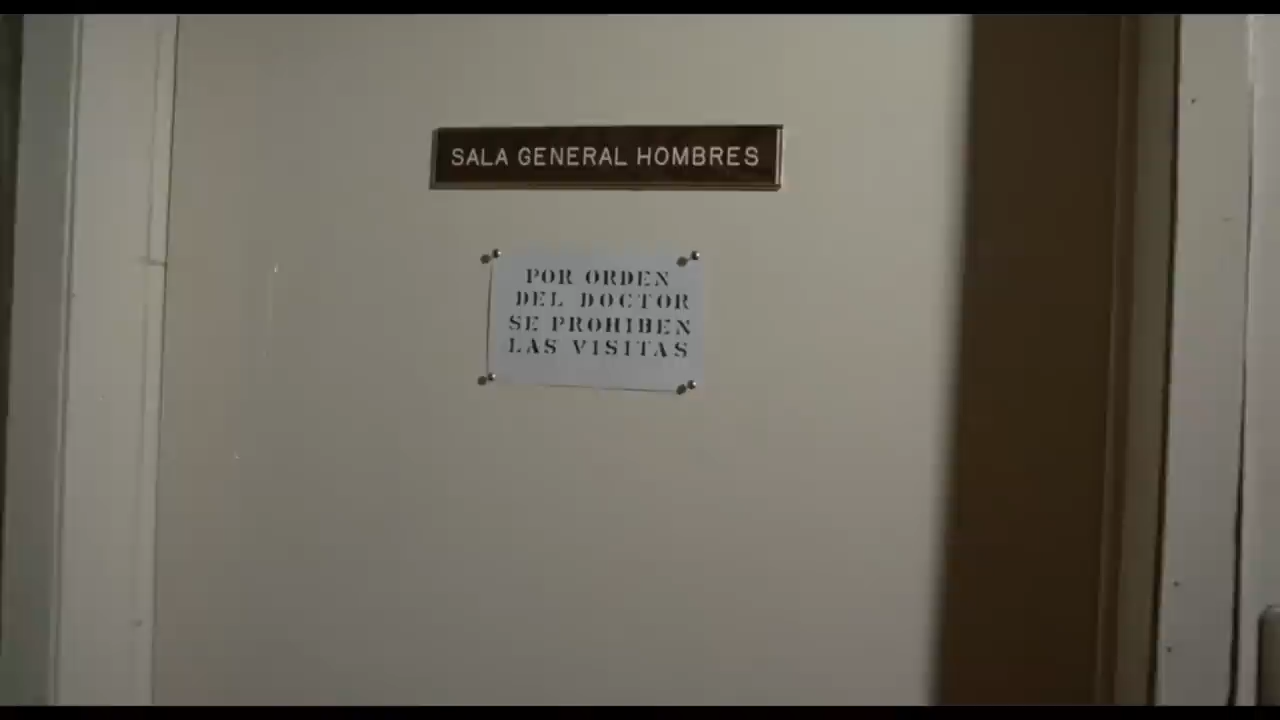 SALA GENERAL HOMBRES
POR ORDEN
DEL DOCTOR
SE PROHIBEN
LAS VISITAS